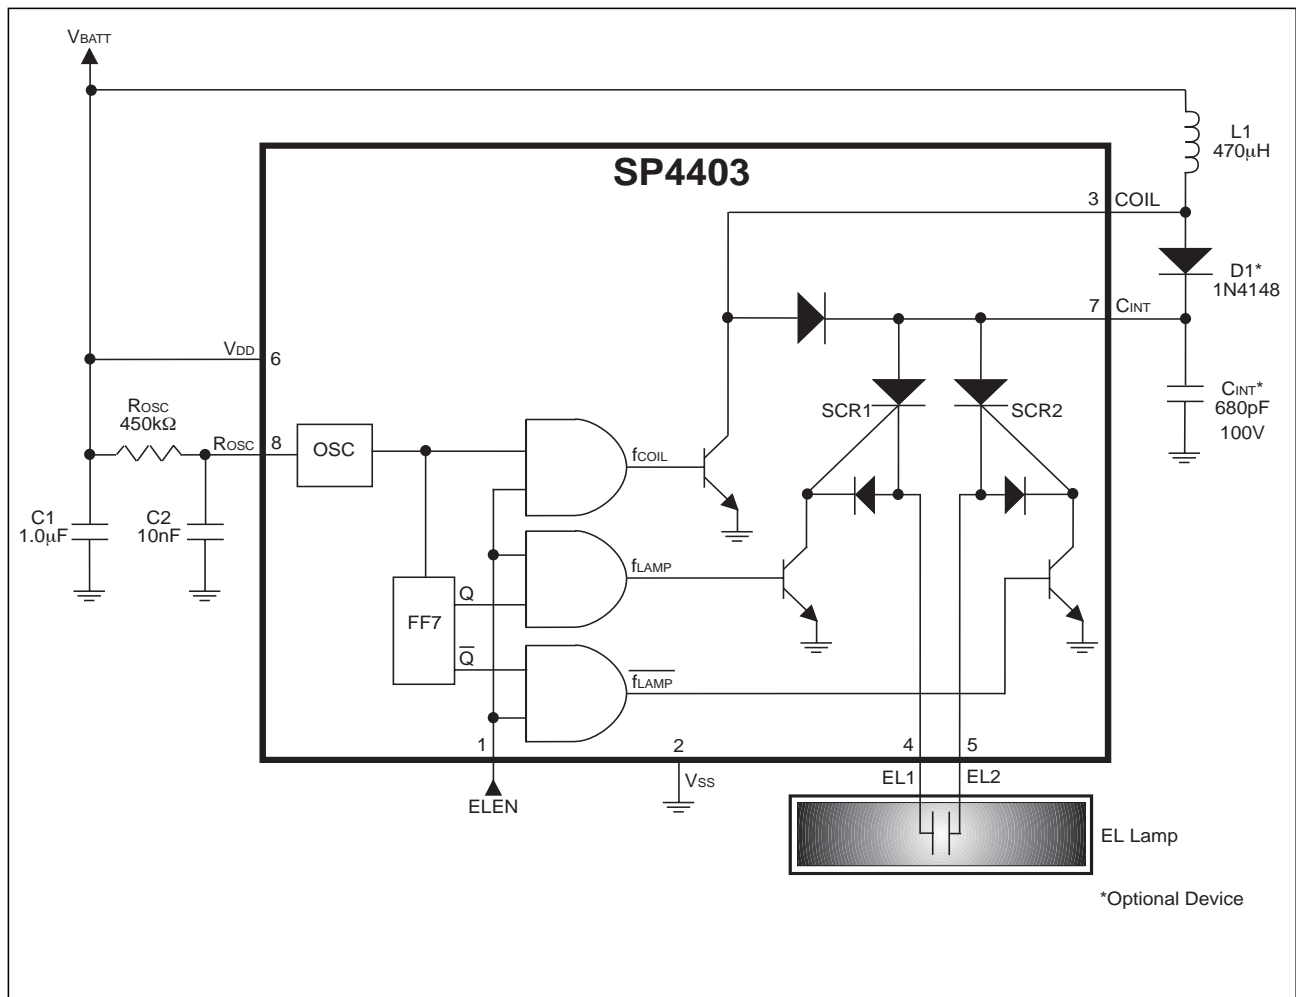 VBATT
L1
470μH
SP4403
3 COIL
D1*
1N4148
7 CINT
VDD
6
ROSC
450kΩ
ROSC
8
OSC
fCOIL
SCR1
SCR2
CINT*
680pF
100V
C1
1.0μF
C2
10nF
fLAMP
Q
FF7
Q̅
f̅L̅A̅M̅P̅
1
2
4
5
VSS
EL1
EL2
ELEN
EL Lamp
*Optional Device